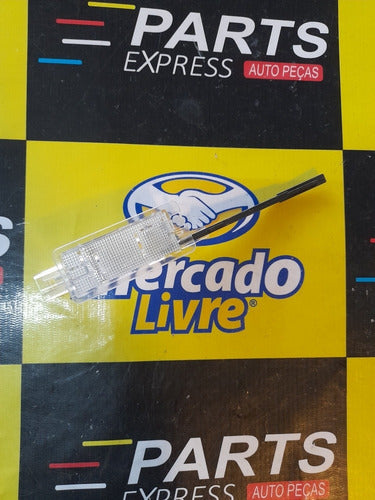 PARTS
EXPRESS AUTO PEÇAS
mercado
Livre®
PARTS
EXPRESS AUTO PEÇAS